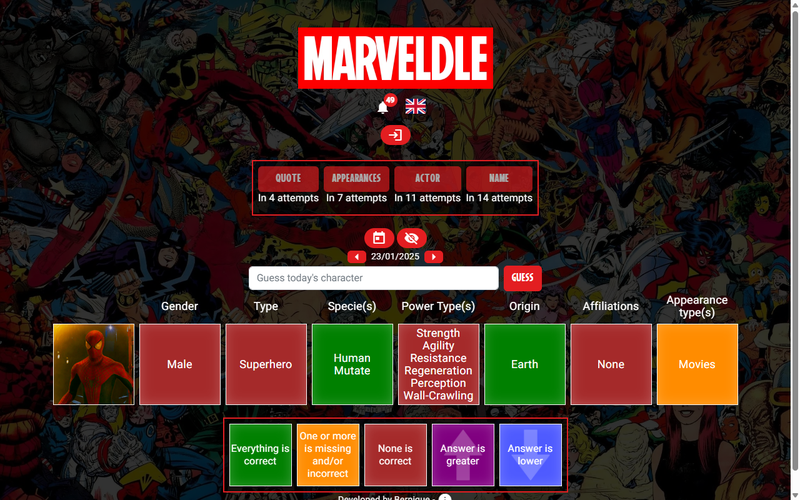 MARVELDLE
49
QUOTE APPEARANCES ACTOR NAME
In 4 attempts In 7 attempts In 11 attempts In 14 attempts
23/01/2025
Guess today's character GUESS
Gender Type Specie(s) Power Type(s) Origin Affiliations Appearance type(s)
Male
Superhero
Human
Mutate
Strength
Agility
Resistance
Regeneration
Perception
Wall-Crawling
Earth
None
Movies
Everything is
correct
One or more
is missing
and/or
incorrect
None is
correct
Answer is
greater
Answer is
lower
Developed by Bernique -